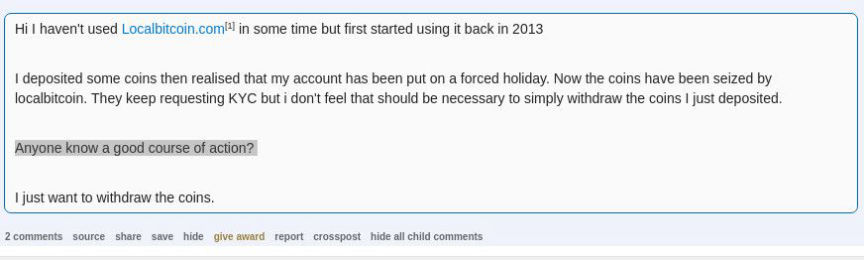 Hi I haven't used Localbitcoin.com[1] in some time but first started using it back in 2013
I deposited some coins then realised that my account has been put on a forced holiday. Now the coins have been seized by
localbitcoin. They keep requesting KYC but i don't feel that should be necessary to simply withdraw the coins I just deposited.
Anyone know a good course of action?
I just want to withdraw the coins.
2 comments source share save hide give award report crosspost hide all child comments